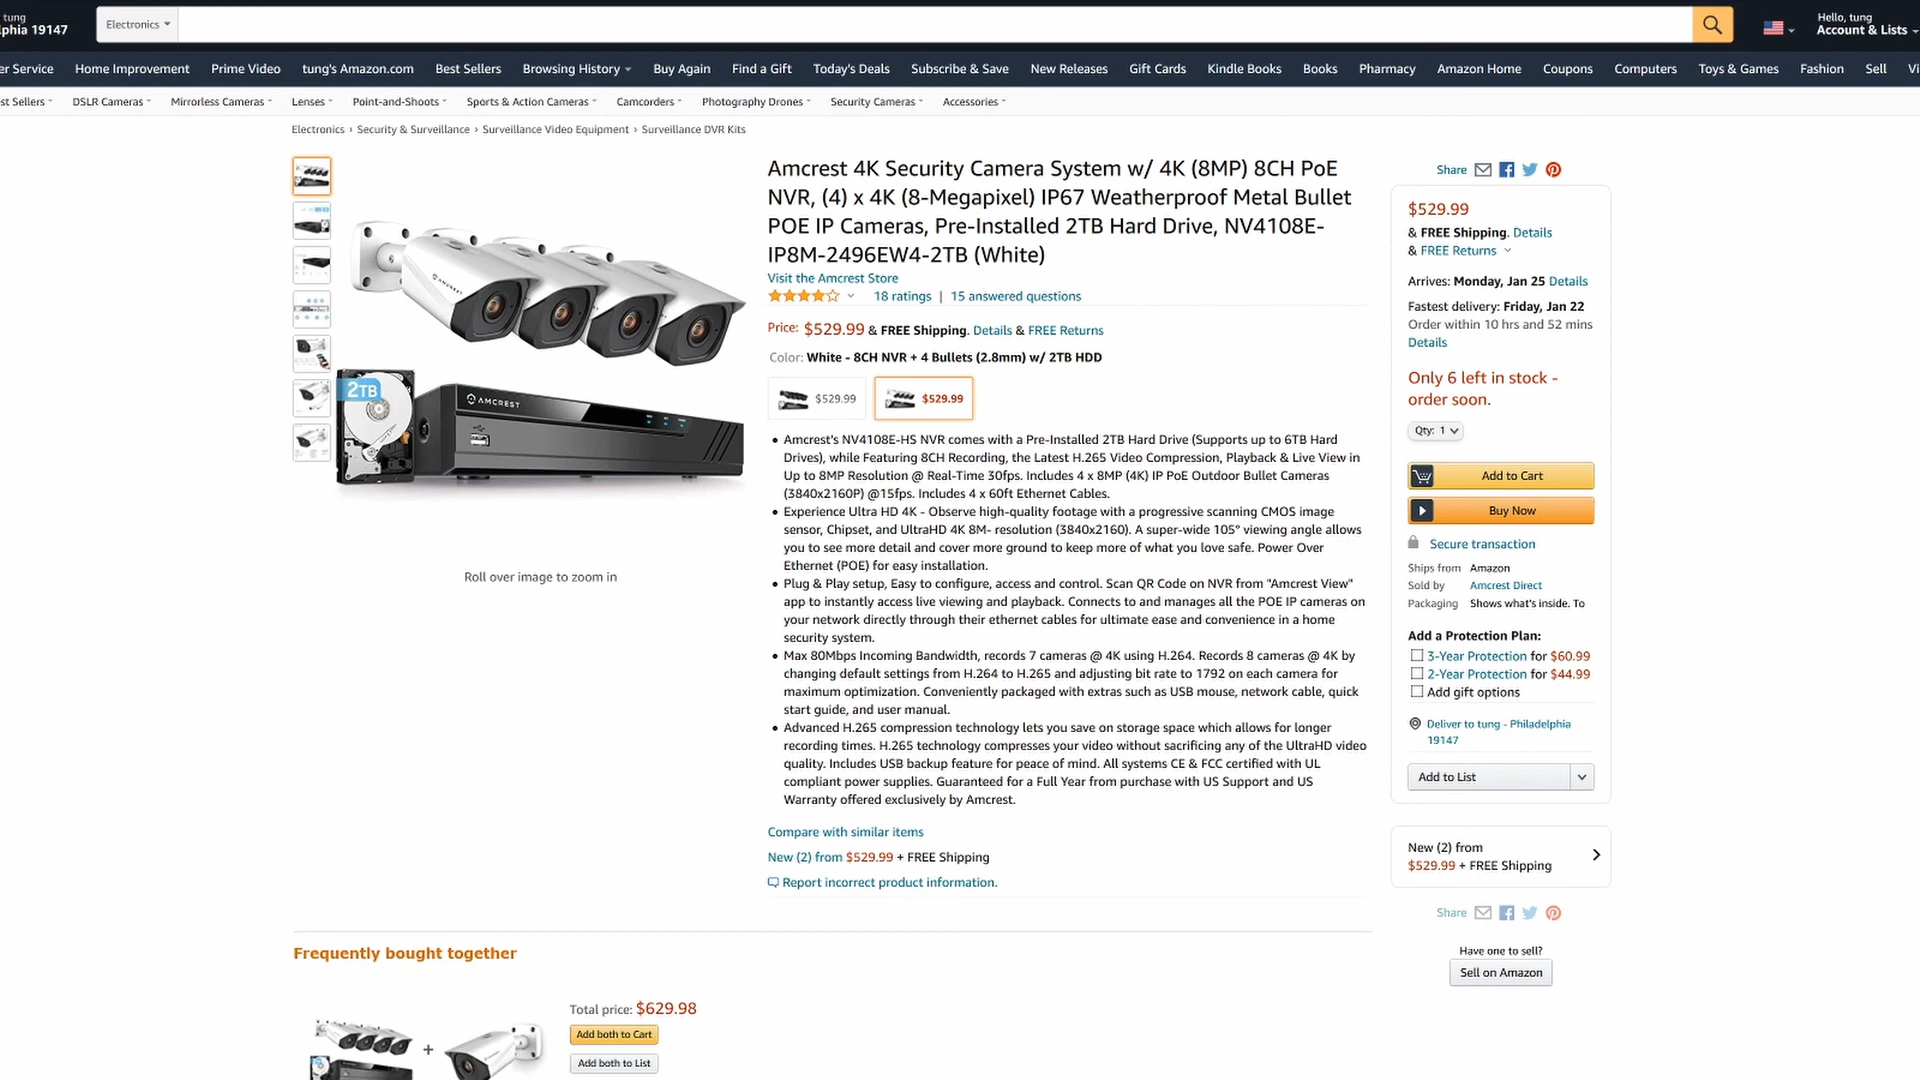 tung
lphia 19147
Electronics
Hello, tung
Account & Lists
er Service Home Improvement Prime Video tung's Amazon.com Best Sellers Browsing History Buy Again Find a Gift Today's Deals Subscribe & Save New Releases Gift Cards Kindle Books Books Pharmacy Amazon Home Coupons Computers Toys & Games Fashion Sell Vi
st Sellers DSLR Cameras Mirrorless Cameras Lenses Point-and-Shoots Sports & Action Cameras Camcorders Photography Drones Security Cameras Accessories
Electronics › Security & Surveillance › Surveillance Video Equipment › Surveillance DVR Kits
AMCREST
2TB
AMCREST
Roll over image to zoom in
Amcrest 4K Security Camera System w/ 4K (8MP) 8CH PoE
NVR, (4) x 4K (8-Megapixel) IP67 Weatherproof Metal Bullet
POE IP Cameras, Pre-Installed 2TB Hard Drive, NV4108E-
IP8M-2496EW4-2TB (White)
Visit the Amcrest Store
18 ratings | 15 answered questions
Price: $529.99 & FREE Shipping. Details & FREE Returns
Color: White - 8CH NVR + 4 Bullets (2.8mm) w/ 2TB HDD
$529.99 $529.99
• Amcrest's NV4108E-HS NVR comes with a Pre-Installed 2TB Hard Drive (Supports up to 6TB Hard
Drives), while Featuring 8CH Recording, the Latest H.265 Video Compression, Playback & Live View in
Up to 8MP Resolution @ Real-Time 30fps. Includes 4 x 8MP (4K) IP PoE Outdoor Bullet Cameras
(3840x2160P) @15fps. Includes 4 x 60ft Ethernet Cables.
• Experience Ultra HD 4K - Observe high-quality footage with a progressive scanning CMOS image
sensor, Chipset, and UltraHD 4K 8M- resolution (3840x2160). A super-wide 105° viewing angle allows
you to see more detail and cover more ground to keep more of what you love safe. Power Over
Ethernet (POE) for easy installation.
• Plug & Play setup, Easy to configure, access and control. Scan QR Code on NVR from "Amcrest View"
app to instantly access live viewing and playback. Connects to and manages all the POE IP cameras on
your network directly through their ethernet cables for ultimate ease and convenience in a home
security system.
• Max 80Mbps Incoming Bandwidth, records 7 cameras @ 4K using H.264. Records 8 cameras @ 4K by
changing default settings from H.264 to H.265 and adjusting bit rate to 1792 on each camera for
maximum optimization. Conveniently packaged with extras such as USB mouse, network cable, quick
start guide, and user manual.
• Advanced H.265 compression technology lets you save on storage space which allows for longer
recording times. H.265 technology compresses your video without sacrificing any of the UltraHD video
quality. Includes USB backup feature for peace of mind. All systems CE & FCC certified with UL
compliant power supplies. Guaranteed for a Full Year from purchase with US Support and US
Warranty offered exclusively by Amcrest.
Compare with similar items
New (2) from $529.99 + FREE Shipping
Report incorrect product information.
Share
$529.99
& FREE Shipping. Details
& FREE Returns
Arrives: Monday, Jan 25 Details
Fastest delivery: Friday, Jan 22
Order within 10 hrs and 52 mins
Details
Only 6 left in stock -
order soon.
Qty: 1
Add to Cart
Buy Now
Secure transaction
Ships from Amazon
Sold by Amcrest Direct
Packaging Shows what's inside. To
Add a Protection Plan:
3-Year Protection for $60.99
2-Year Protection for $44.99
Add gift options
Deliver to tung - Philadelphia
19147
Add to List
New (2) from
$529.99 + FREE Shipping
Share
Have one to sell?
Sell on Amazon
Frequently bought together
+
Total price: $629.98
Add both to Cart
Add both to List